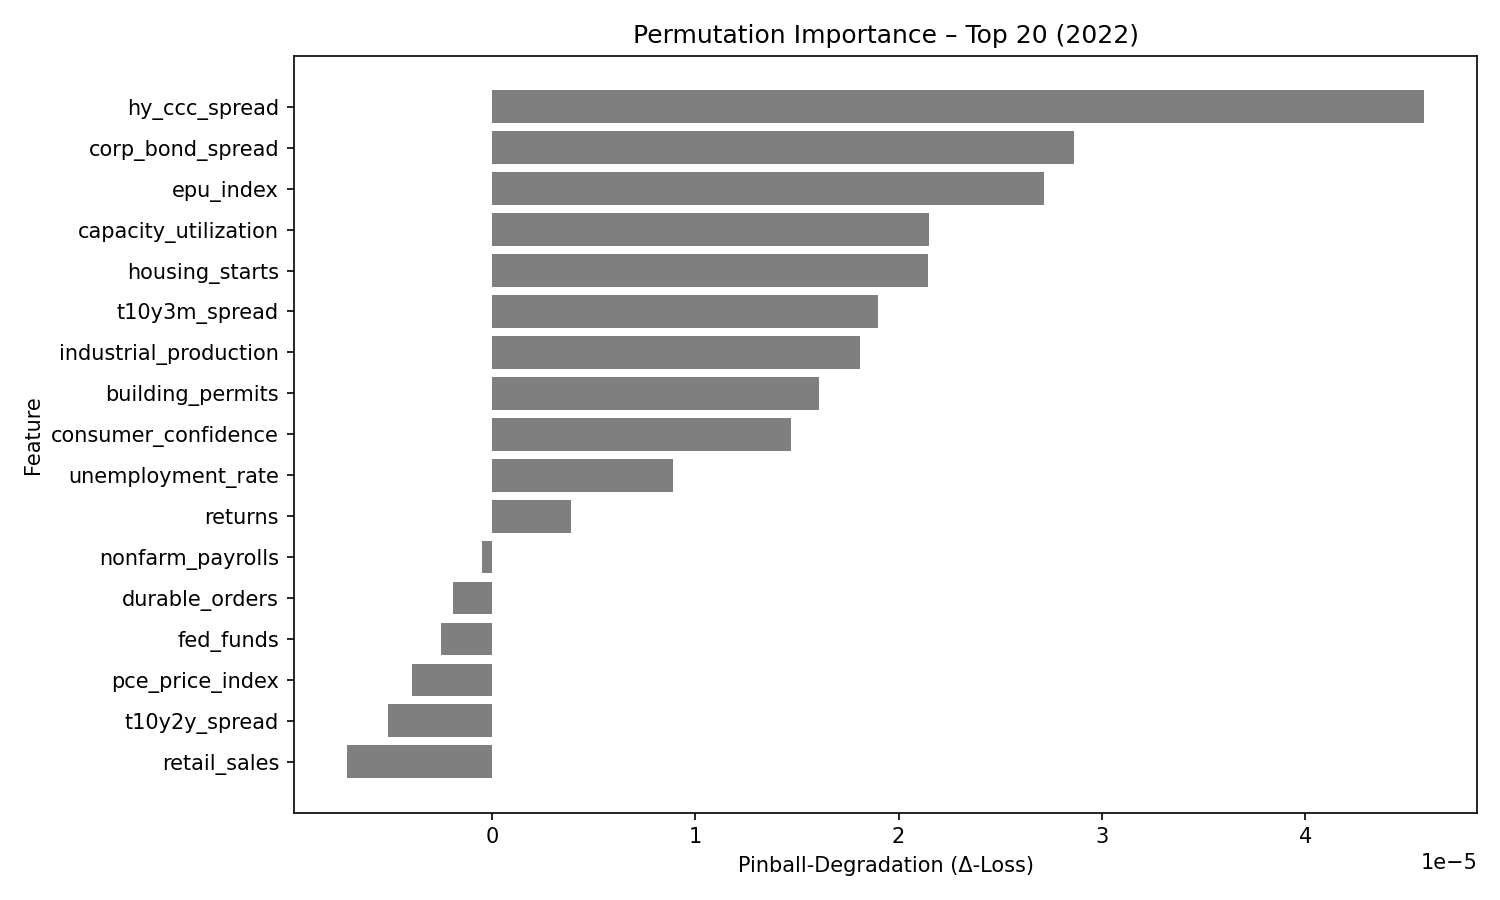 Permutation Importance – Top 20 (2022)
Feature
hy_ccc_spread
corp_bond_spread
epu_index
capacity_utilization
housing_starts
t10y3m_spread
industrial_production
building_permits
consumer_confidence
unemployment_rate
returns
nonfarm_payrolls
durable_orders
fed_funds
pce_price_index
t10y2y_spread
retail_sales
0 1 2 3 4
1e−5
Pinball-Degradation (Δ-Loss)